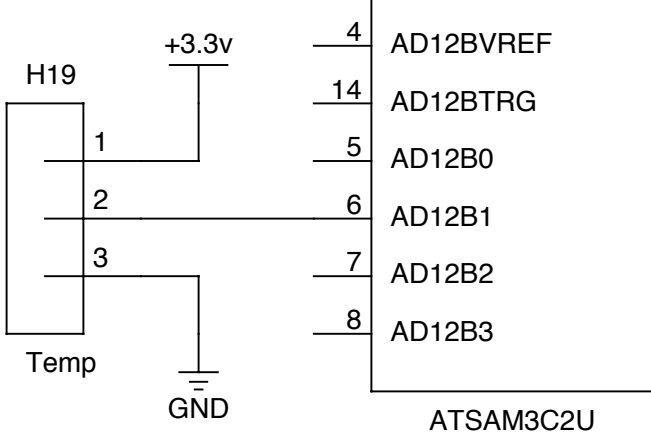 H19
+3.3v
1
2
3
Temp
GND
4 AD12BVREF
14 AD12BTRG
5 AD12B0
6 AD12B1
7 AD12B2
8 AD12B3
ATSAM3C2U